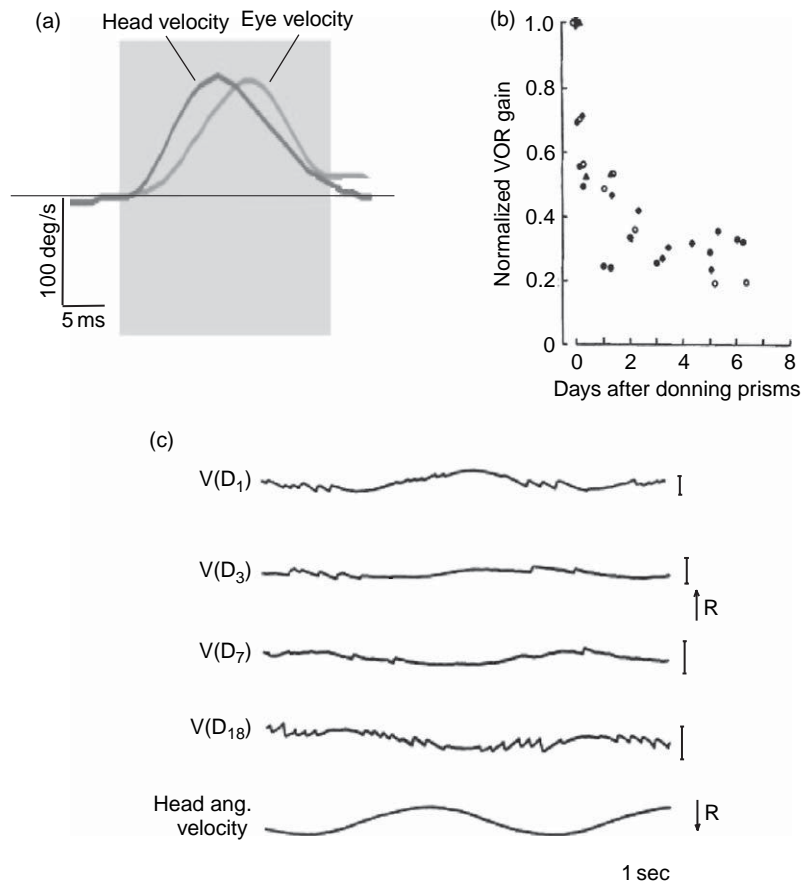 (a)
Head velocity
Eye velocity
100 deg/s
5 ms
(b)
Normalized VOR gain
1.0
0.8
0.6
0.4
0.2
0
0 2 4 6 8
Days after donning prisms
(c)
V(D₁)
V(D₃)
R
V(D₇)
V(D₁₈)
Head ang.
velocity
R
1 sec